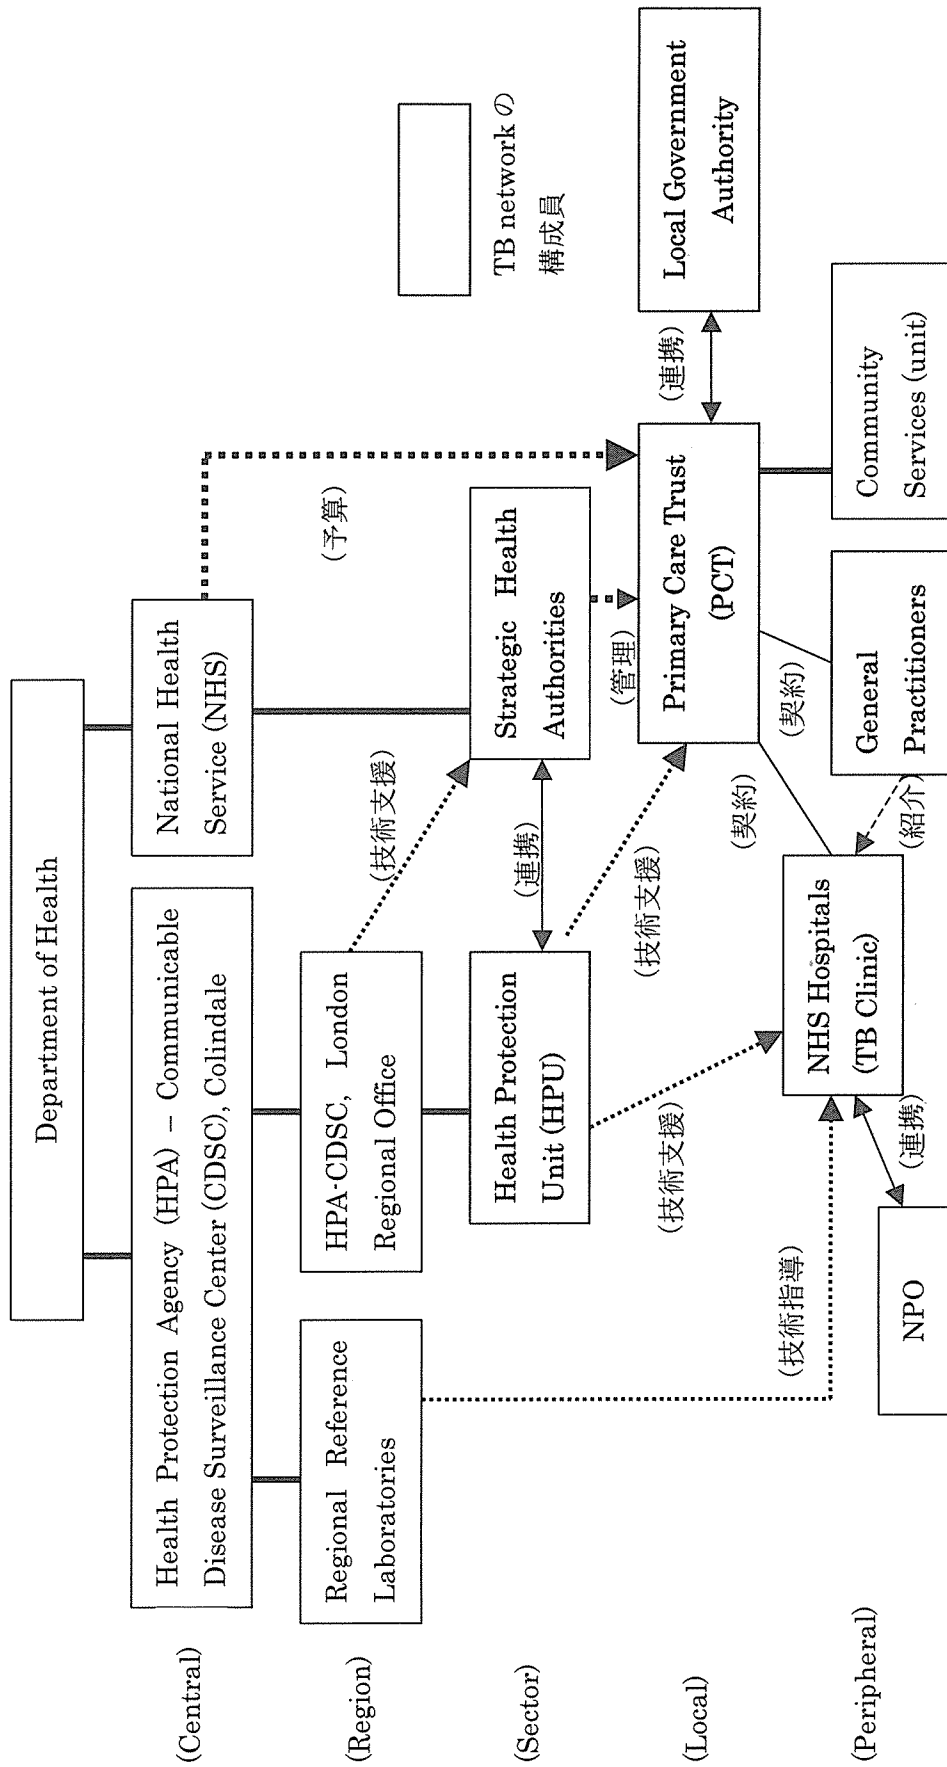 Department of Health
(Central)
Health Protection Agency (HPA) – Communicable
Disease Surveillance Center (CDSC), Colindale
National Health
Service (NHS)
(予算)
TB network の
構成員
(Region)
Regional Reference
Laboratories
HPA-CDSC, London
Regional Office
(技術支援)
(Sector)
Health Protection
Unit (HPU)
(連携)
Strategic Health
Authorities
(技術支援)
(技術支援)
(管理)
(Local)
Primary Care Trust
(PCT)
(連携)
Local Government
Authority
(技術指導)
(契約)
(契約)
(Peripheral)
NPO
(連携)
NHS Hospitals
(TB Clinic)
(紹介)
General
Practitioners
Community
Services (unit)